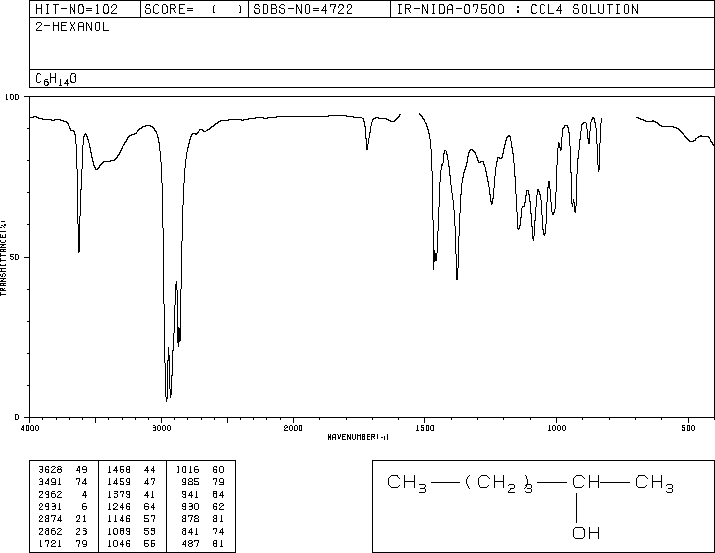 HIT-NO=102 SCORE= ( ) SDBS-NO=4722 IR-NIDA-07500 : CCL4 SOLUTION
2-HEXANOL
C6H14O
100
50
0
TRANSMITTANCE(%)
4000 3000 2000 1500 1000 500
WAVENUMBER(-1)
3628 49 1468 44 1016 60
3491 74 1459 47 985 79
2962 4 1379 41 941 64
2931 6 1246 64 930 62
2874 21 1146 57 878 81
2862 23 1089 53 841 74
1721 79 1046 55 487 81
CH3—(CH2)3—CH—CH3
OH